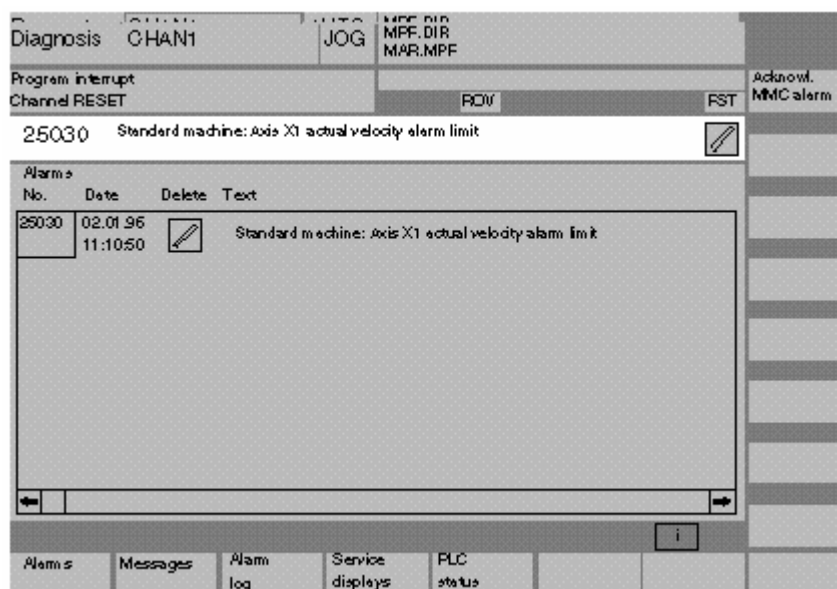 MPF.DIR
Diagnosis CHAN1 JOG MPF.DIR
MAR.MPF
Program interrupt
Channel RESET ROV FST
Acknowl.
MMC alarm
25030 Standard machine: Axis X1 actual velocity alarm limit
Alarms
No. Date Delete Text
25030 02.01.96
11:10:50
Standard machine: Axis X1 actual velocity alarm limit
i
Alarms
Messages
Alarm
log
Service
displays
PLC
status